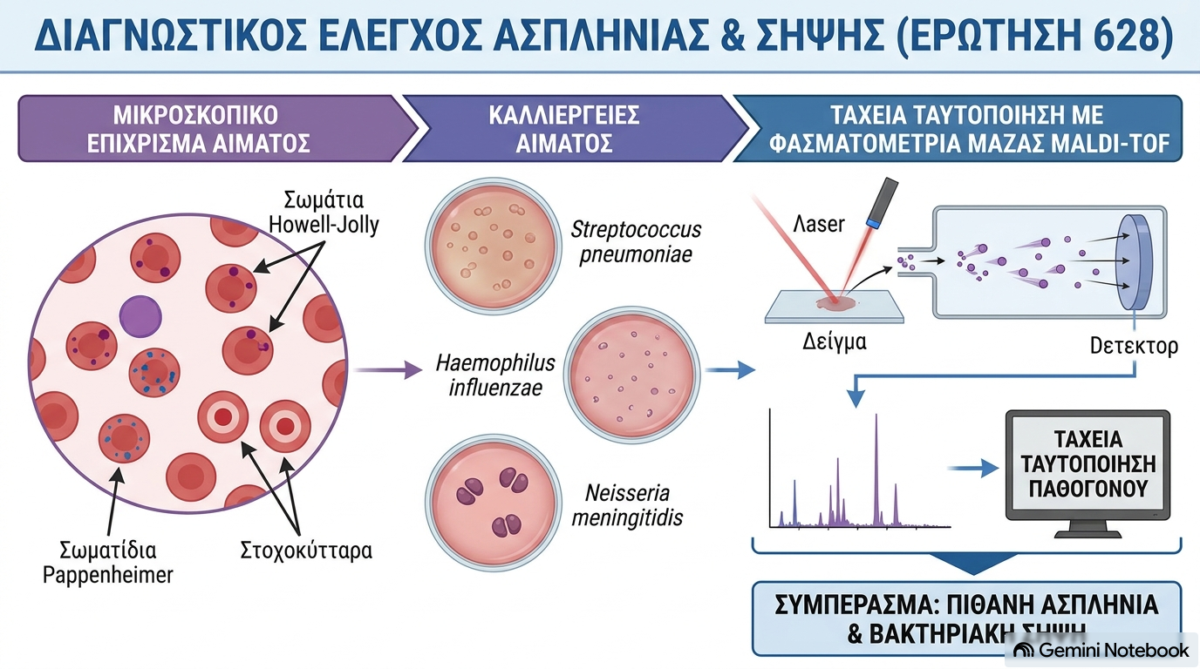 ΔΙΑΓΝΩΣΤΙΚΟΣ ΕΛΕΓΧΟΣ ΑΣΠΛΗΝΙΑΣ & ΣΗΨΗΣ (ΕΡΩΤΗΣΗ 628)
ΜΙΚΡΟΣΚΟΠΙΚΟ
ΕΠΙΧΡΙΣΜΑ ΑΙΜΑΤΟΣ
ΚΑΛΛΙΕΡΓΕΙΕΣ
ΑΙΜΑΤΟΣ
ΤΑΧΕΙΑ ΤΑΥΤΟΠΟΙΗΣΗ ΜΕ
ΦΑΣΜΑΤΟΜΕΤΡΙΑ ΜΑΖΑΣ MALDI-TOF
Σωμάτια
Howell-Jolly
Σωματίδια
Pappenheimer
Στοχοκύτταρα
Streptococcus
pneumoniae
Haemophilus
influenzae
Neisseria
meningitidis
Λaser
Δείγμα
Dετεκτορ
ΤΑΧΕΙΑ
ΤΑΥΤΟΠΟΙΗΣΗ
ΠΑΘΟΓΟΝΟΥ
ΣΥΜΠΕΡΑΣΜΑ: ΠΙΘΑΝΗ ΑΣΠΛΗΝΙΑ
& ΒΑΚΤΗΡΙΑΚΗ ΣΗΨΗ
Gemini Notebook